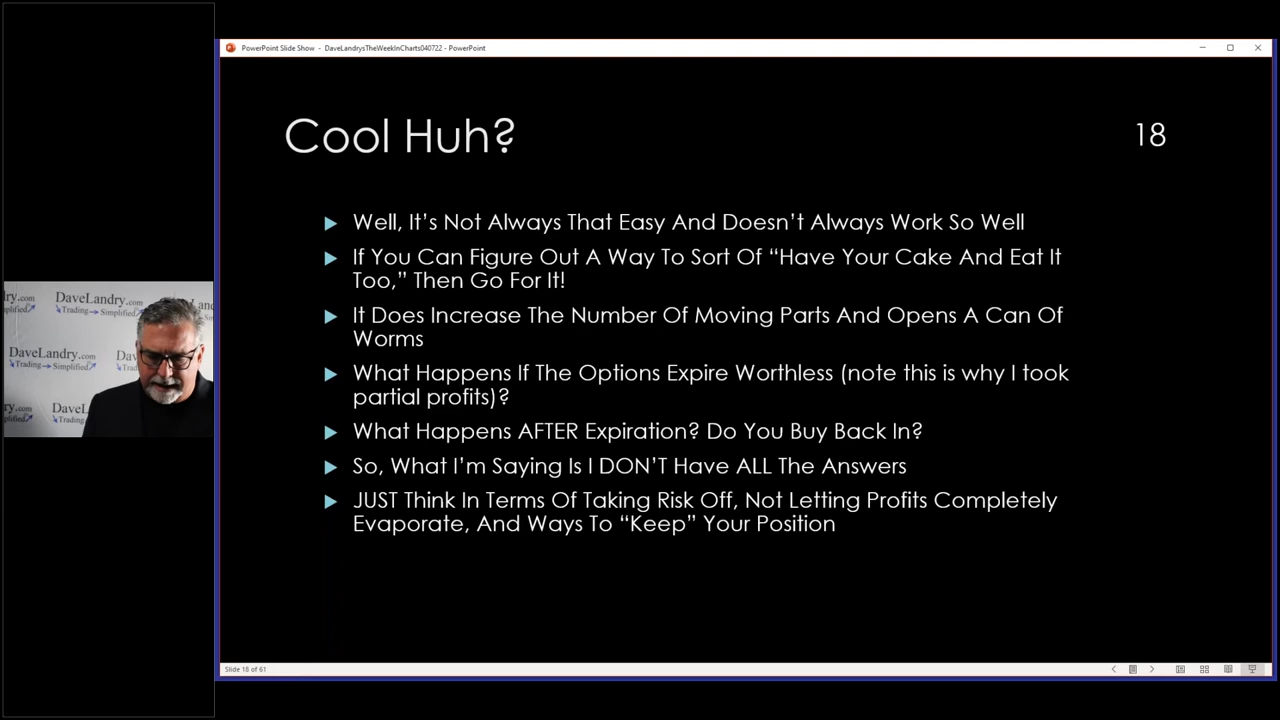 PowerPoint Slide Show - DaveLandrysTheWeekInCharts040722 - PowerPoint
Cool Huh?
18
Well, It's Not Always That Easy And Doesn't Always Work So Well
If You Can Figure Out A Way To Sort Of “Have Your Cake And Eat It
Too,” Then Go For It!
It Does Increase The Number Of Moving Parts And Opens A Can Of
Worms
What Happens If The Options Expire Worthless (note this is why I took
partial profits)?
What Happens AFTER Expiration? Do You Buy Back In?
So, What I'm Saying Is I DON'T Have ALL The Answers
JUST Think In Terms Of Taking Risk Off, Not Letting Profits Completely
Evaporate, And Ways To “Keep” Your Position
ry.com
DaveLandry.com
Trading Simplified
DaveLandry.com
Trading Simplified
Slide 18 of 61